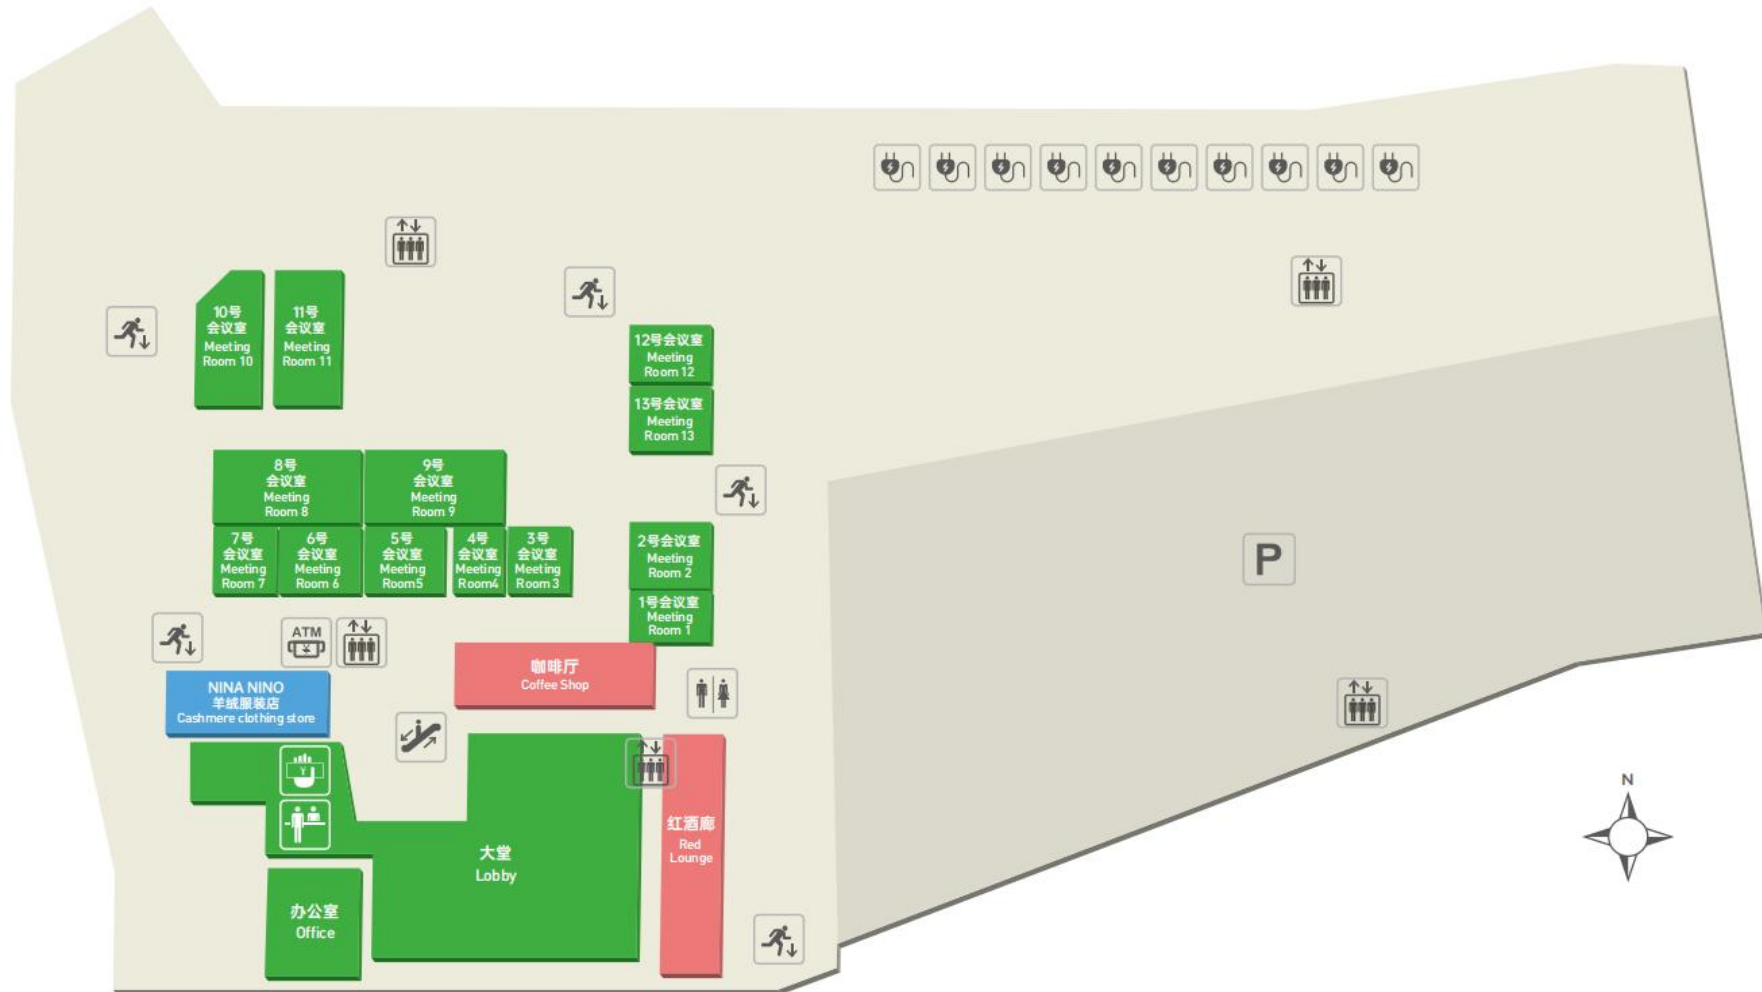 10号
会议室
Meeting
Room 10
11号
会议室
Meeting
Room 11
12号会议室
Meeting
Room 12
13号会议室
Meeting
Room 13
8号
会议室
Meeting
Room 8
9号
会议室
Meeting
Room 9
7号
会议室
Meeting
Room 7
6号
会议室
Meeting
Room 6
5号
会议室
Meeting
Room5
4号
会议室
Meeting
Room4
3号
会议室
Meeting
Room 3
2号会议室
Meeting
Room 2
1号会议室
Meeting
Room 1
P
ATM
咖啡厅
Coffee Shop
NINA NINO
羊绒服装店
Cashmere clothing store
大堂
Lobby
红酒廊
Red
Lounge
办公室
Office
N